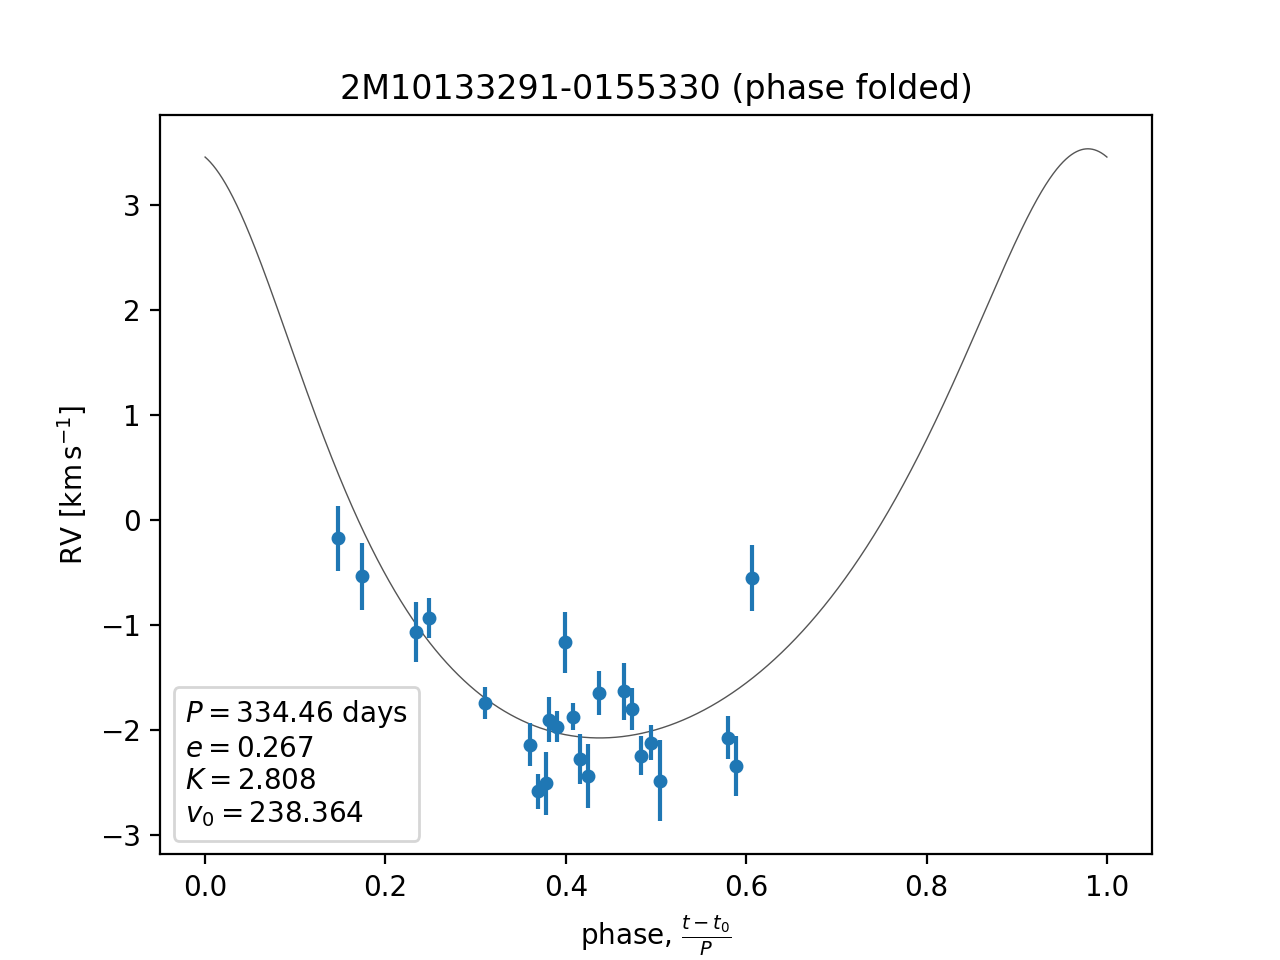 2M10133291-0155330 (phase folded)
RV [km s⁻¹]
3
2
1
0
−1
−2
−3
P = 334.46 days
e = 0.267
K = 2.808
v₀ = 238.364
0.0 0.2 0.4 0.6 0.8 1.0
phase, (t − t₀)/P